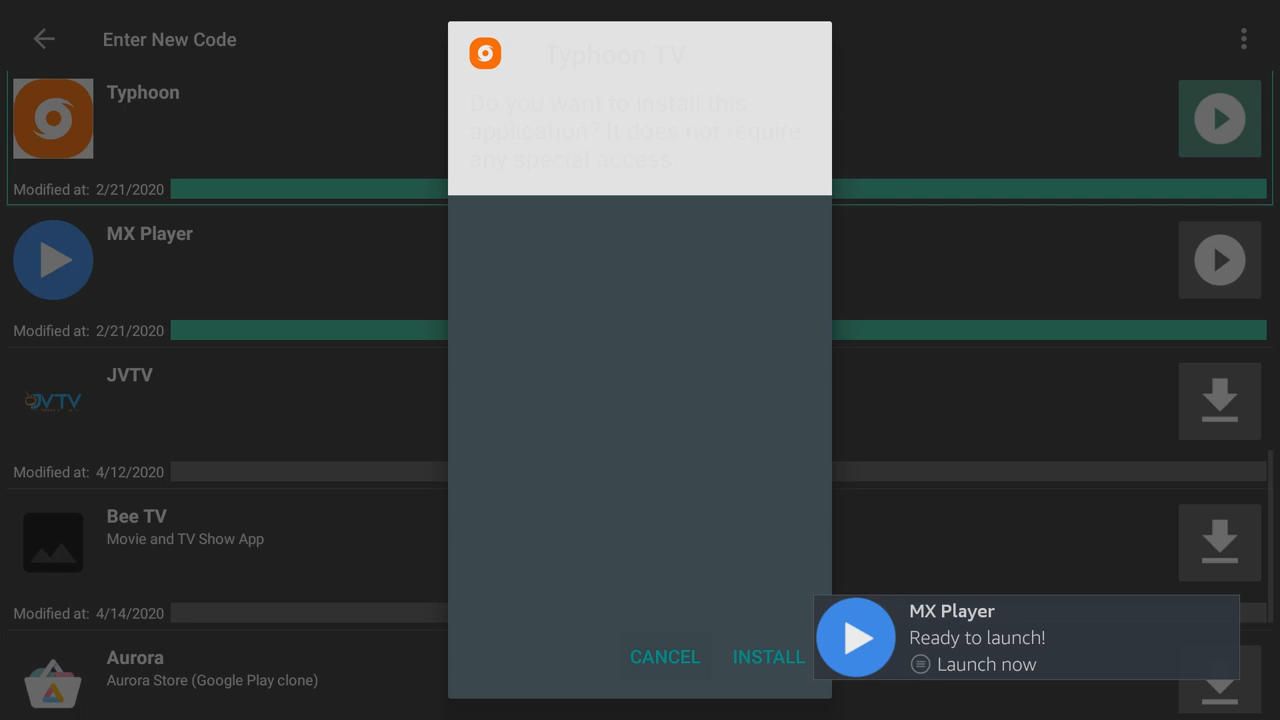 Enter New Code
Typhoon
Modified at: 2/21/2020
Typhoon TV
Do you want to install this
application? It does not require
any special access.
CANCEL
INSTALL
MX Player
Modified at: 2/21/2020
JVTV
JVTV
Modified at: 4/12/2020
Bee TV
Movie and TV Show App
Modified at: 4/14/2020
Aurora
Aurora Store (Google Play clone)
MX Player
Ready to launch!
Launch now